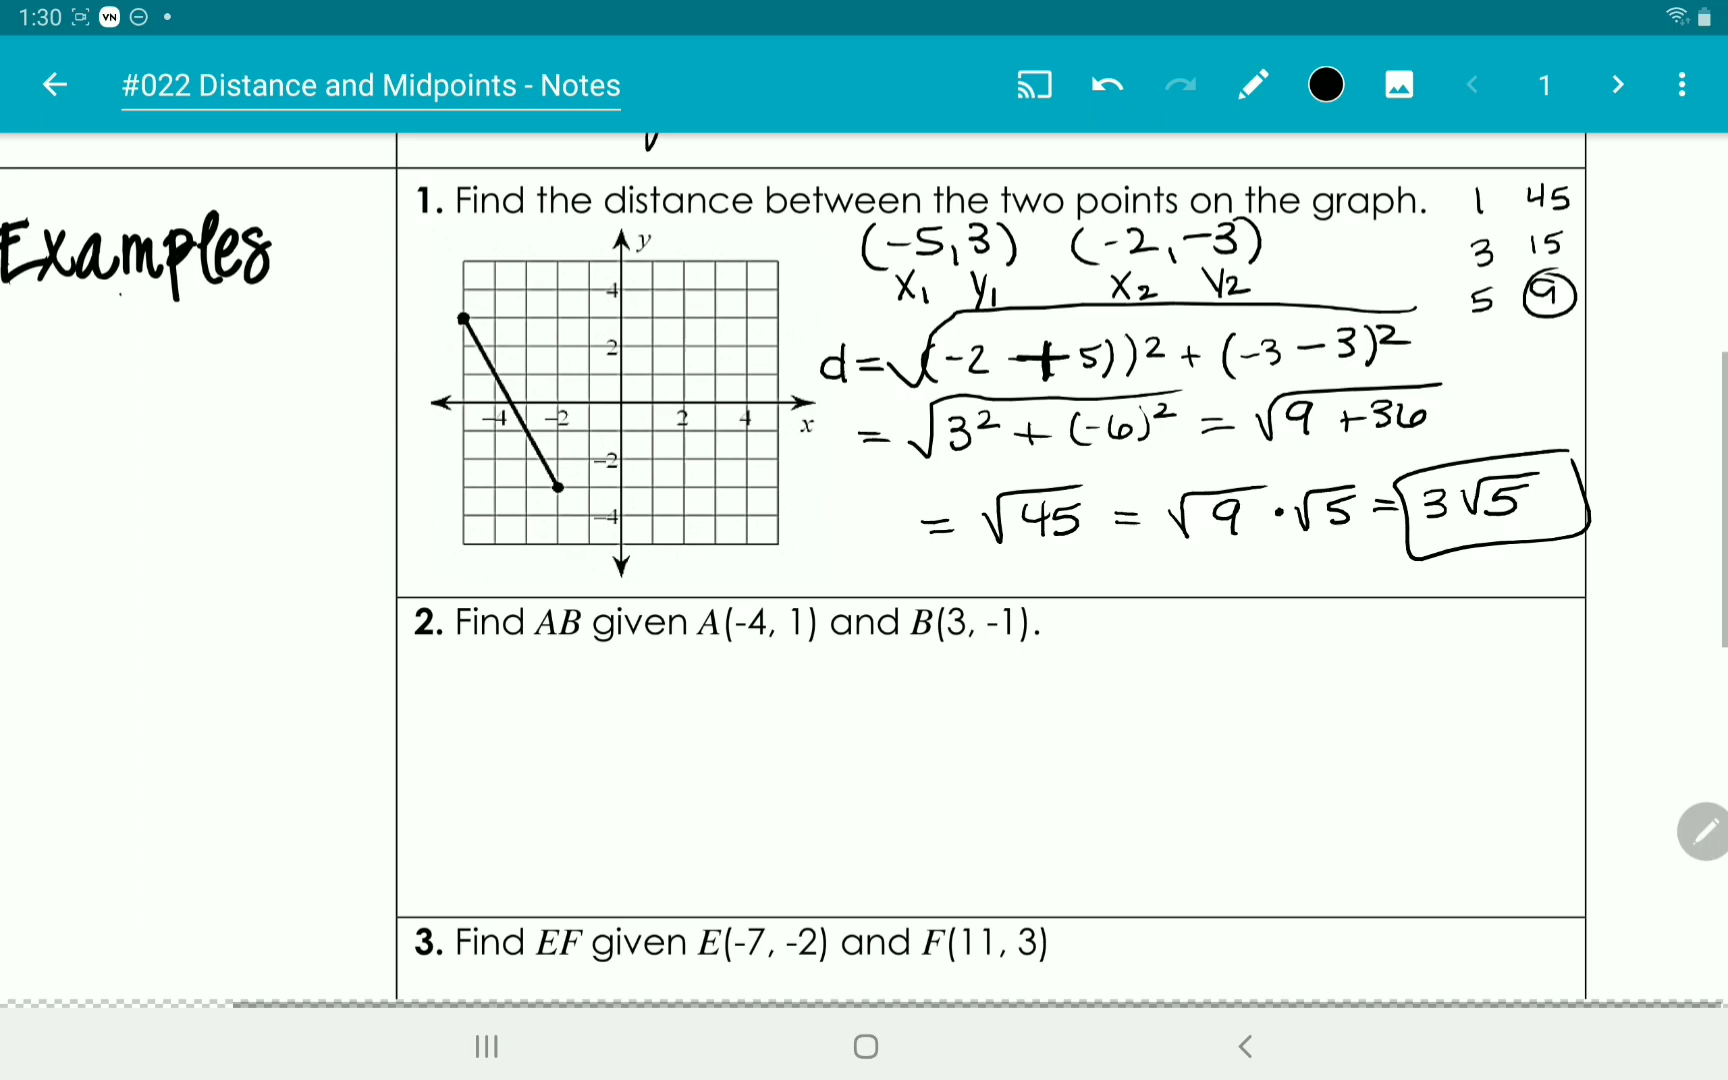 1:30 VN
#022 Distance and Midpoints - Notes
1
Examples
1. Find the distance between the two points on the graph.
1 45
3 15
5 9
(-5,3) (-2,-3)
x₁ y₁ x₂ y₂
d=√(-2 +5))² + (-3 -3)²
= √3² + (-6)² = √9 +36
= √45 = √9 · √5 = 3√5
y
4
2
-4 -2 2 4 x
-2
-4
2. Find AB given A(-4, 1) and B(3, -1).
3. Find EF given E(-7, -2) and F(11, 3)